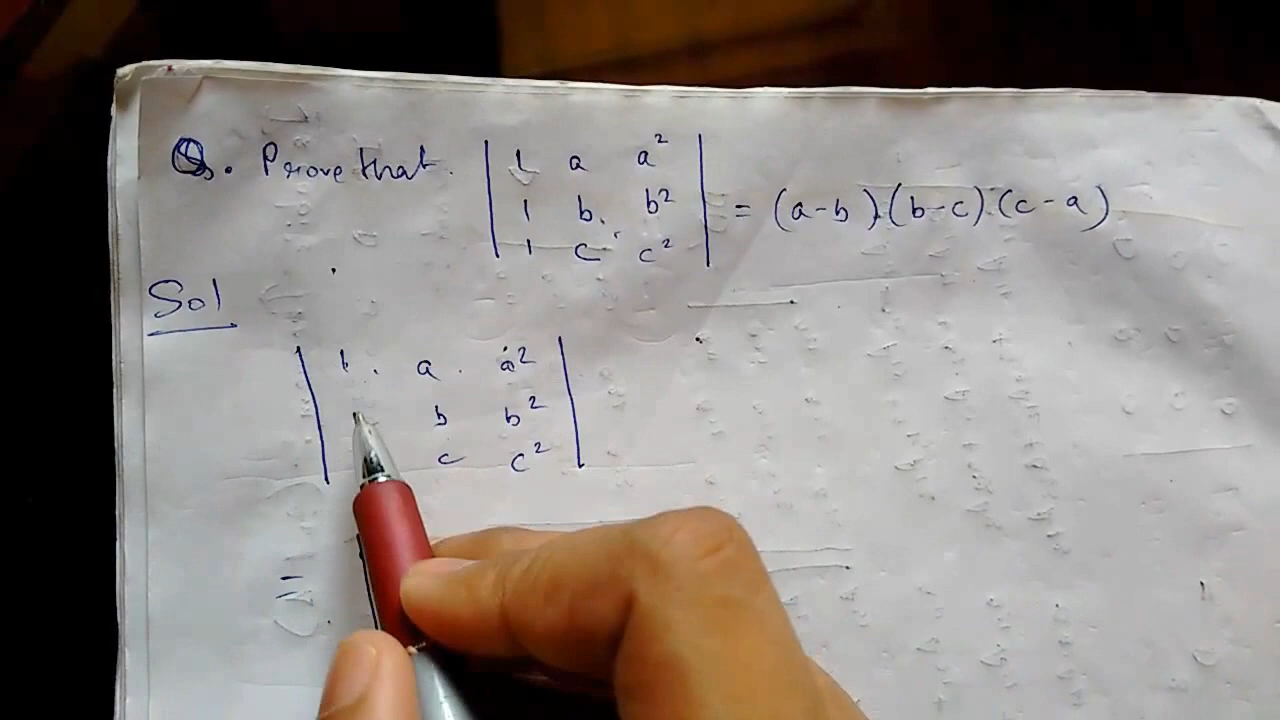 Q. Prove that. | 1 a a² |
| 1 b. b² | = (a-b).(b-c).(c-a)
| 1 c c² |
Sol
| 1 . a . a² |
| b b² |
| c c² |
=